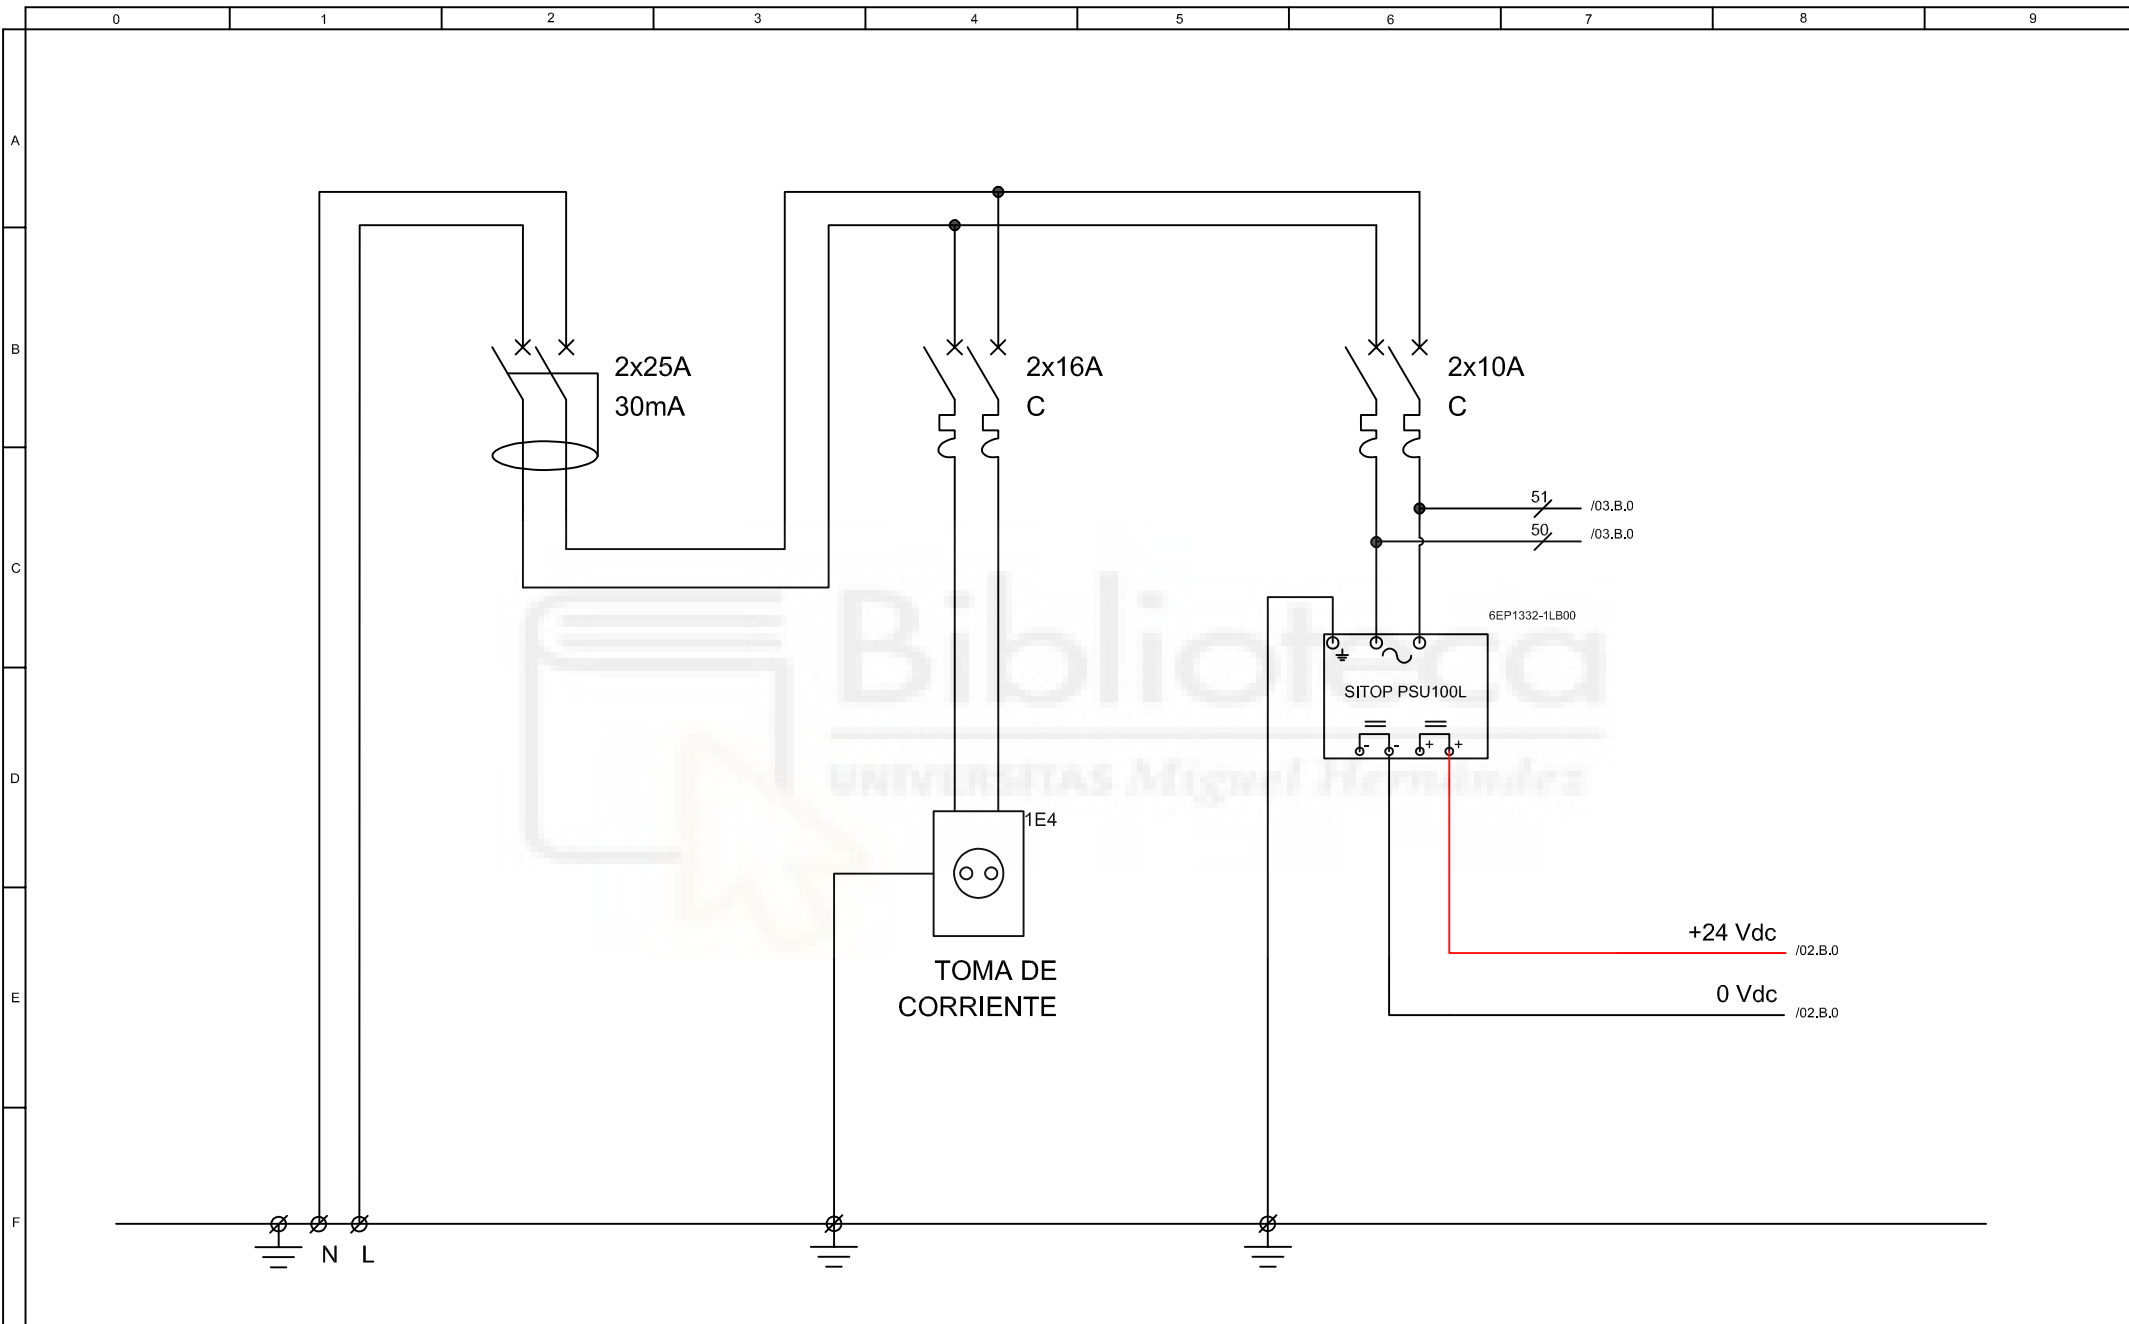 0 1 2 3 4 5 6 7 8 9
A
B
C
D
E
F
2x25A
30mA
2x16A
C
2x10A
C
51 /03.B.0
50 /03.B.0
6EP1332-1LB00
SITOP PSU100L
- - + +
Biblioteca
UNIVERSITAS Miguel Hernández
1E4
TOMA DE
CORRIENTE
+24 Vdc /02.B.0
0 Vdc /02.B.0
N L